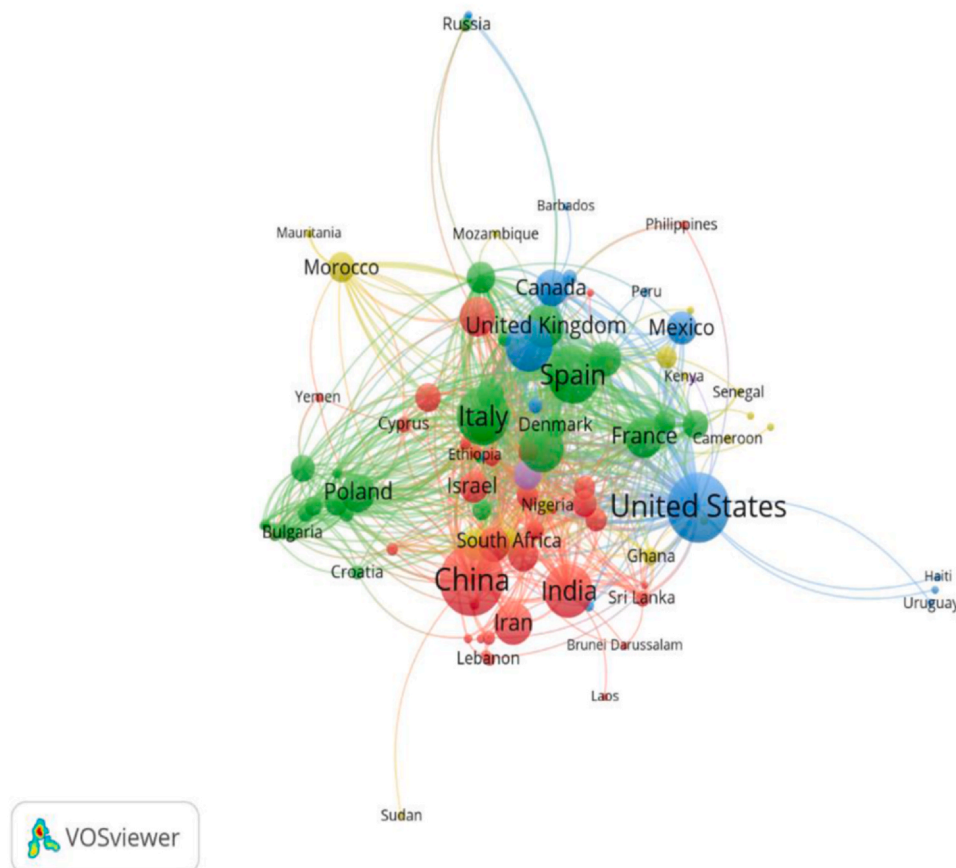 Russia
Barbados
Philippines
Mauritania
Mozambique
Morocco
Canada
Peru
United Kingdom
Mexico
Spain
Kenya
Senegal
Yemen
Italy
Cyprus
Denmark
France
Cameroon
Ethiopia
Israel
Poland
Nigeria
United States
Bulgaria
South Africa
Ghana
Croatia
China
India
Haiti
Sri Lanka
Uruguay
Iran
Brunei Darussalam
Lebanon
Laos
Sudan
VOSviewer